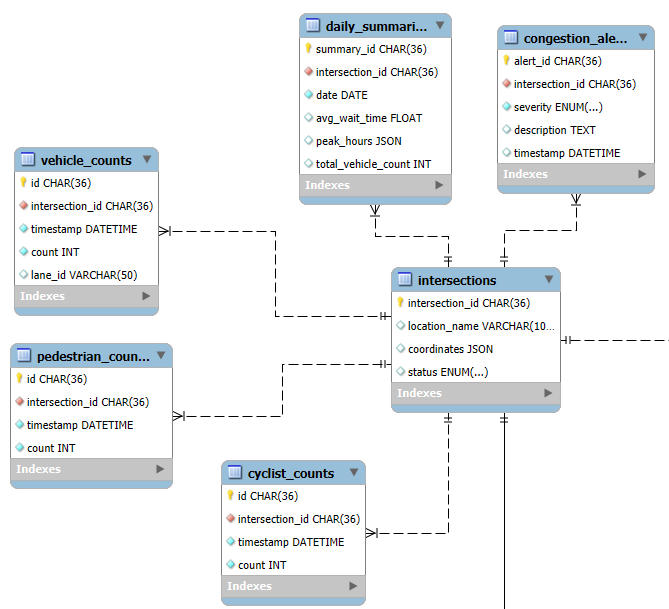 daily_summari...
summary_id CHAR(36)
intersection_id CHAR(36)
date DATE
avg_wait_time FLOAT
peak_hours JSON
total_vehicle_count INT
Indexes
congestion_ale...
alert_id CHAR(36)
intersection_id CHAR(36)
severity ENUM(...)
description TEXT
timestamp DATETIME
Indexes
vehicle_counts
id CHAR(36)
intersection_id CHAR(36)
timestamp DATETIME
count INT
lane_id VARCHAR(50)
Indexes
intersections
intersection_id CHAR(36)
location_name VARCHAR(10...
coordinates JSON
status ENUM(...)
Indexes
pedestrian_coun...
id CHAR(36)
intersection_id CHAR(36)
timestamp DATETIME
count INT
Indexes
cyclist_counts
id CHAR(36)
intersection_id CHAR(36)
timestamp DATETIME
count INT
Indexes